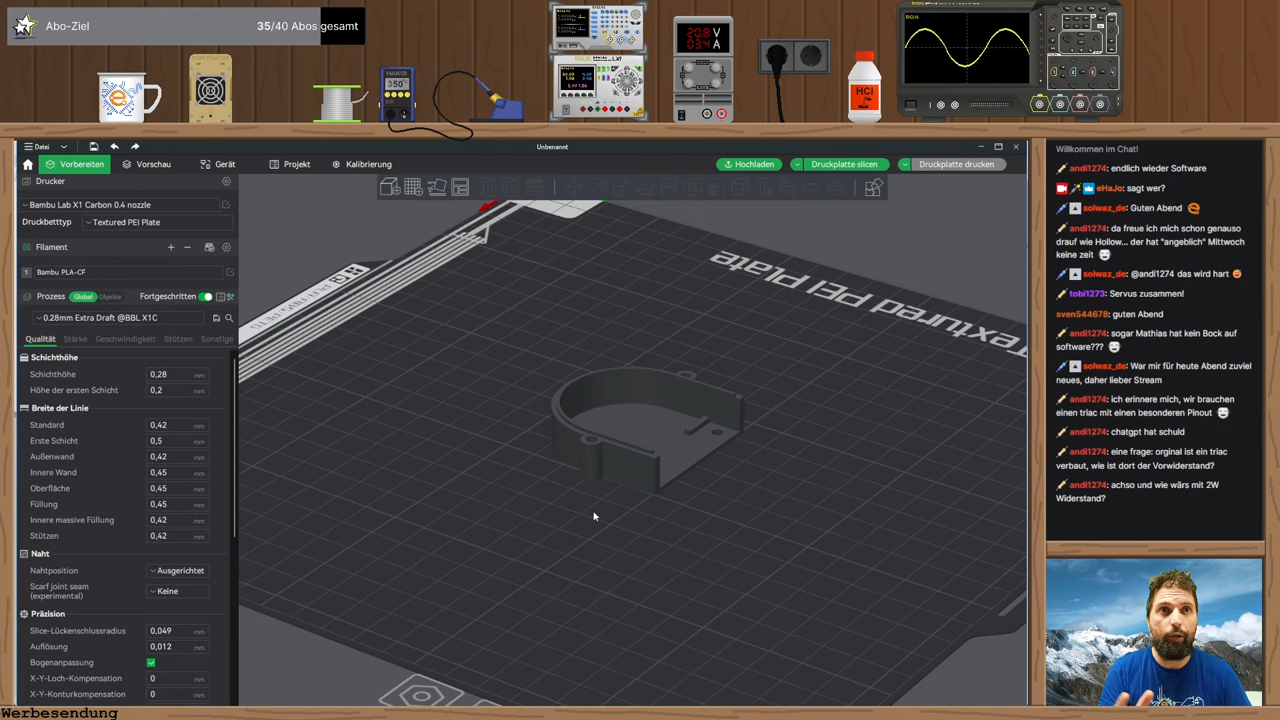 Abo-Ziel
35/40 Abos gesamt
RIGOL
20.8 V
03.4 A
HAKKO
350°
HCl
RIGOL
Datei
Unbenannt
Vorbereiten
Vorschau
Gerät
Projekt
Kalibrierung
Hochladen
Druckplatte slicen
Druckplatte drucken
Drucker
Bambu Lab X1 Carbon 0.4 nozzle
Druckbetttyp
Textured PEI Plate
Filament
1
Bambu PLA-CF
Prozess
Global
Objekte
Fortgeschritten
0.28mm Extra Draft @BBL X1C
Qualität
Stärke
Geschwindigkeit
Stützen
Sonstige
Schichthöhe
Schichthöhe 0,28 mm
Höhe der ersten Schicht 0,2 mm
Breite der Linie
Standard 0,42 mm
Erste Schicht 0,5 mm
Außenwand 0,42 mm
Innere Wand 0,45 mm
Oberfläche 0,45 mm
Füllung 0,45 mm
Innere massive Füllung 0,42 mm
Stützen 0,42 mm
Naht
Nahtposition Ausgerichtet
Scarf joint seam
(experimental)
Keine
Präzision
Slice-Lückenschlussradius 0,049 mm
Auflösung 0,012 mm
Bogenanpassung
X-Y-Loch-Kompensation 0 mm
X-Y-Konturkompensation 0 mm
Textured PEI Plate
Willkommen im Chat!
andi1274: endlich wieder Software
eHaJo: sagt wer?
solwaz_de: Guten Abend
andi1274: da freue ich mich schon genauso
drauf wie Hollow... der hat "angeblich" Mittwoch
keine zeit
solwaz_de: @andi1274 das wird hart
tobi1273: Servus zusammen!
sven544678: guten Abend
andi1274: sogar Mathias hat kein Bock auf
software???
solwaz_de: War mir für heute Abend zuviel
neues, daher lieber Stream
andi1274: ich erinnere mich, wir brauchen
einen triac mit einen besonderen Pinout
andi1274: chatgpt hat schuld
andi1274: eine frage: orginal ist ein triac
verbaut, wie ist dort der Vorwiderstand?
andi1274: achso und wie wärs mit 2W
Widerstand?
Werbesendung